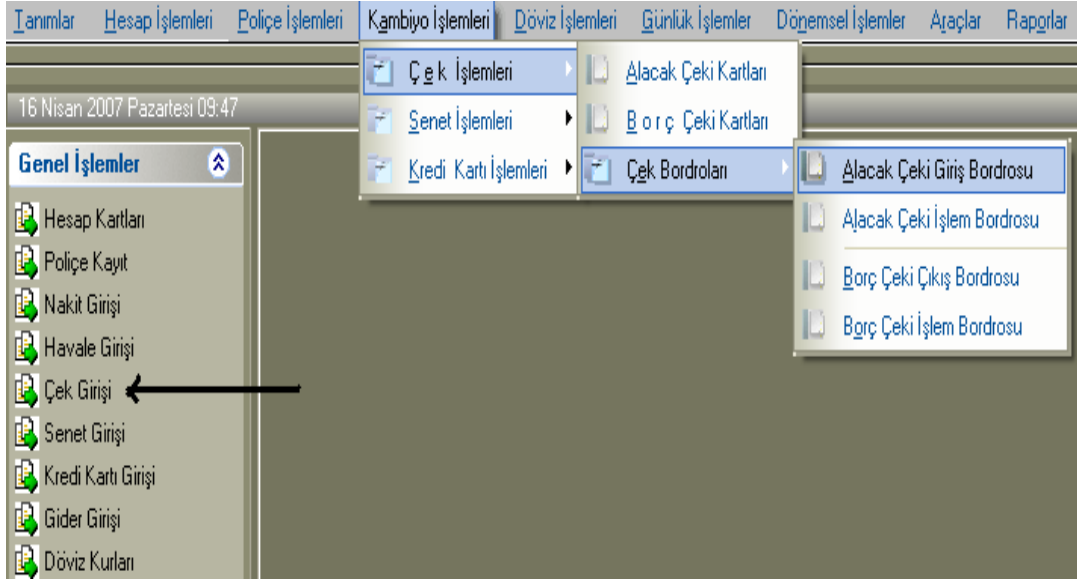 Tanımlar Hesap İşlemleri Poliçe İşlemleri Kambiyo İşlemleri Döviz İşlemleri Günlük İşlemler Dönemsel İşlemler Araçlar Raporlar
Çek İşlemleri
Senet İşlemleri
Kredi Kartı İşlemleri
Alacak Çeki Kartları
Borç Çeki Kartları
Çek Bordroları
Alacak Çeki Giriş Bordrosu
Alacak Çeki İşlem Bordrosu
Borç Çeki Çıkış Bordrosu
Borç Çeki İşlem Bordrosu
16 Nisan 2007 Pazartesi 09:47
Genel İşlemler
Hesap Kartları
Poliçe Kayıt
Nakit Girişi
Havale Girişi
Çek Girişi
Senet Girişi
Kredi Kartı Girişi
Gider Girişi
Döviz Kurları